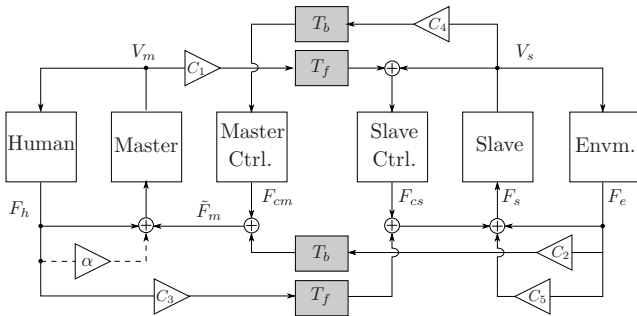 T_b C_4
V_m C_1 T_f + V_s
Human Master Master Ctrl. Slave Ctrl. Slave Envm.
F_h F̃_m F_cm F_cs F_s F_e
+ + + +
α T_b C_2
C_3 T_f C_5